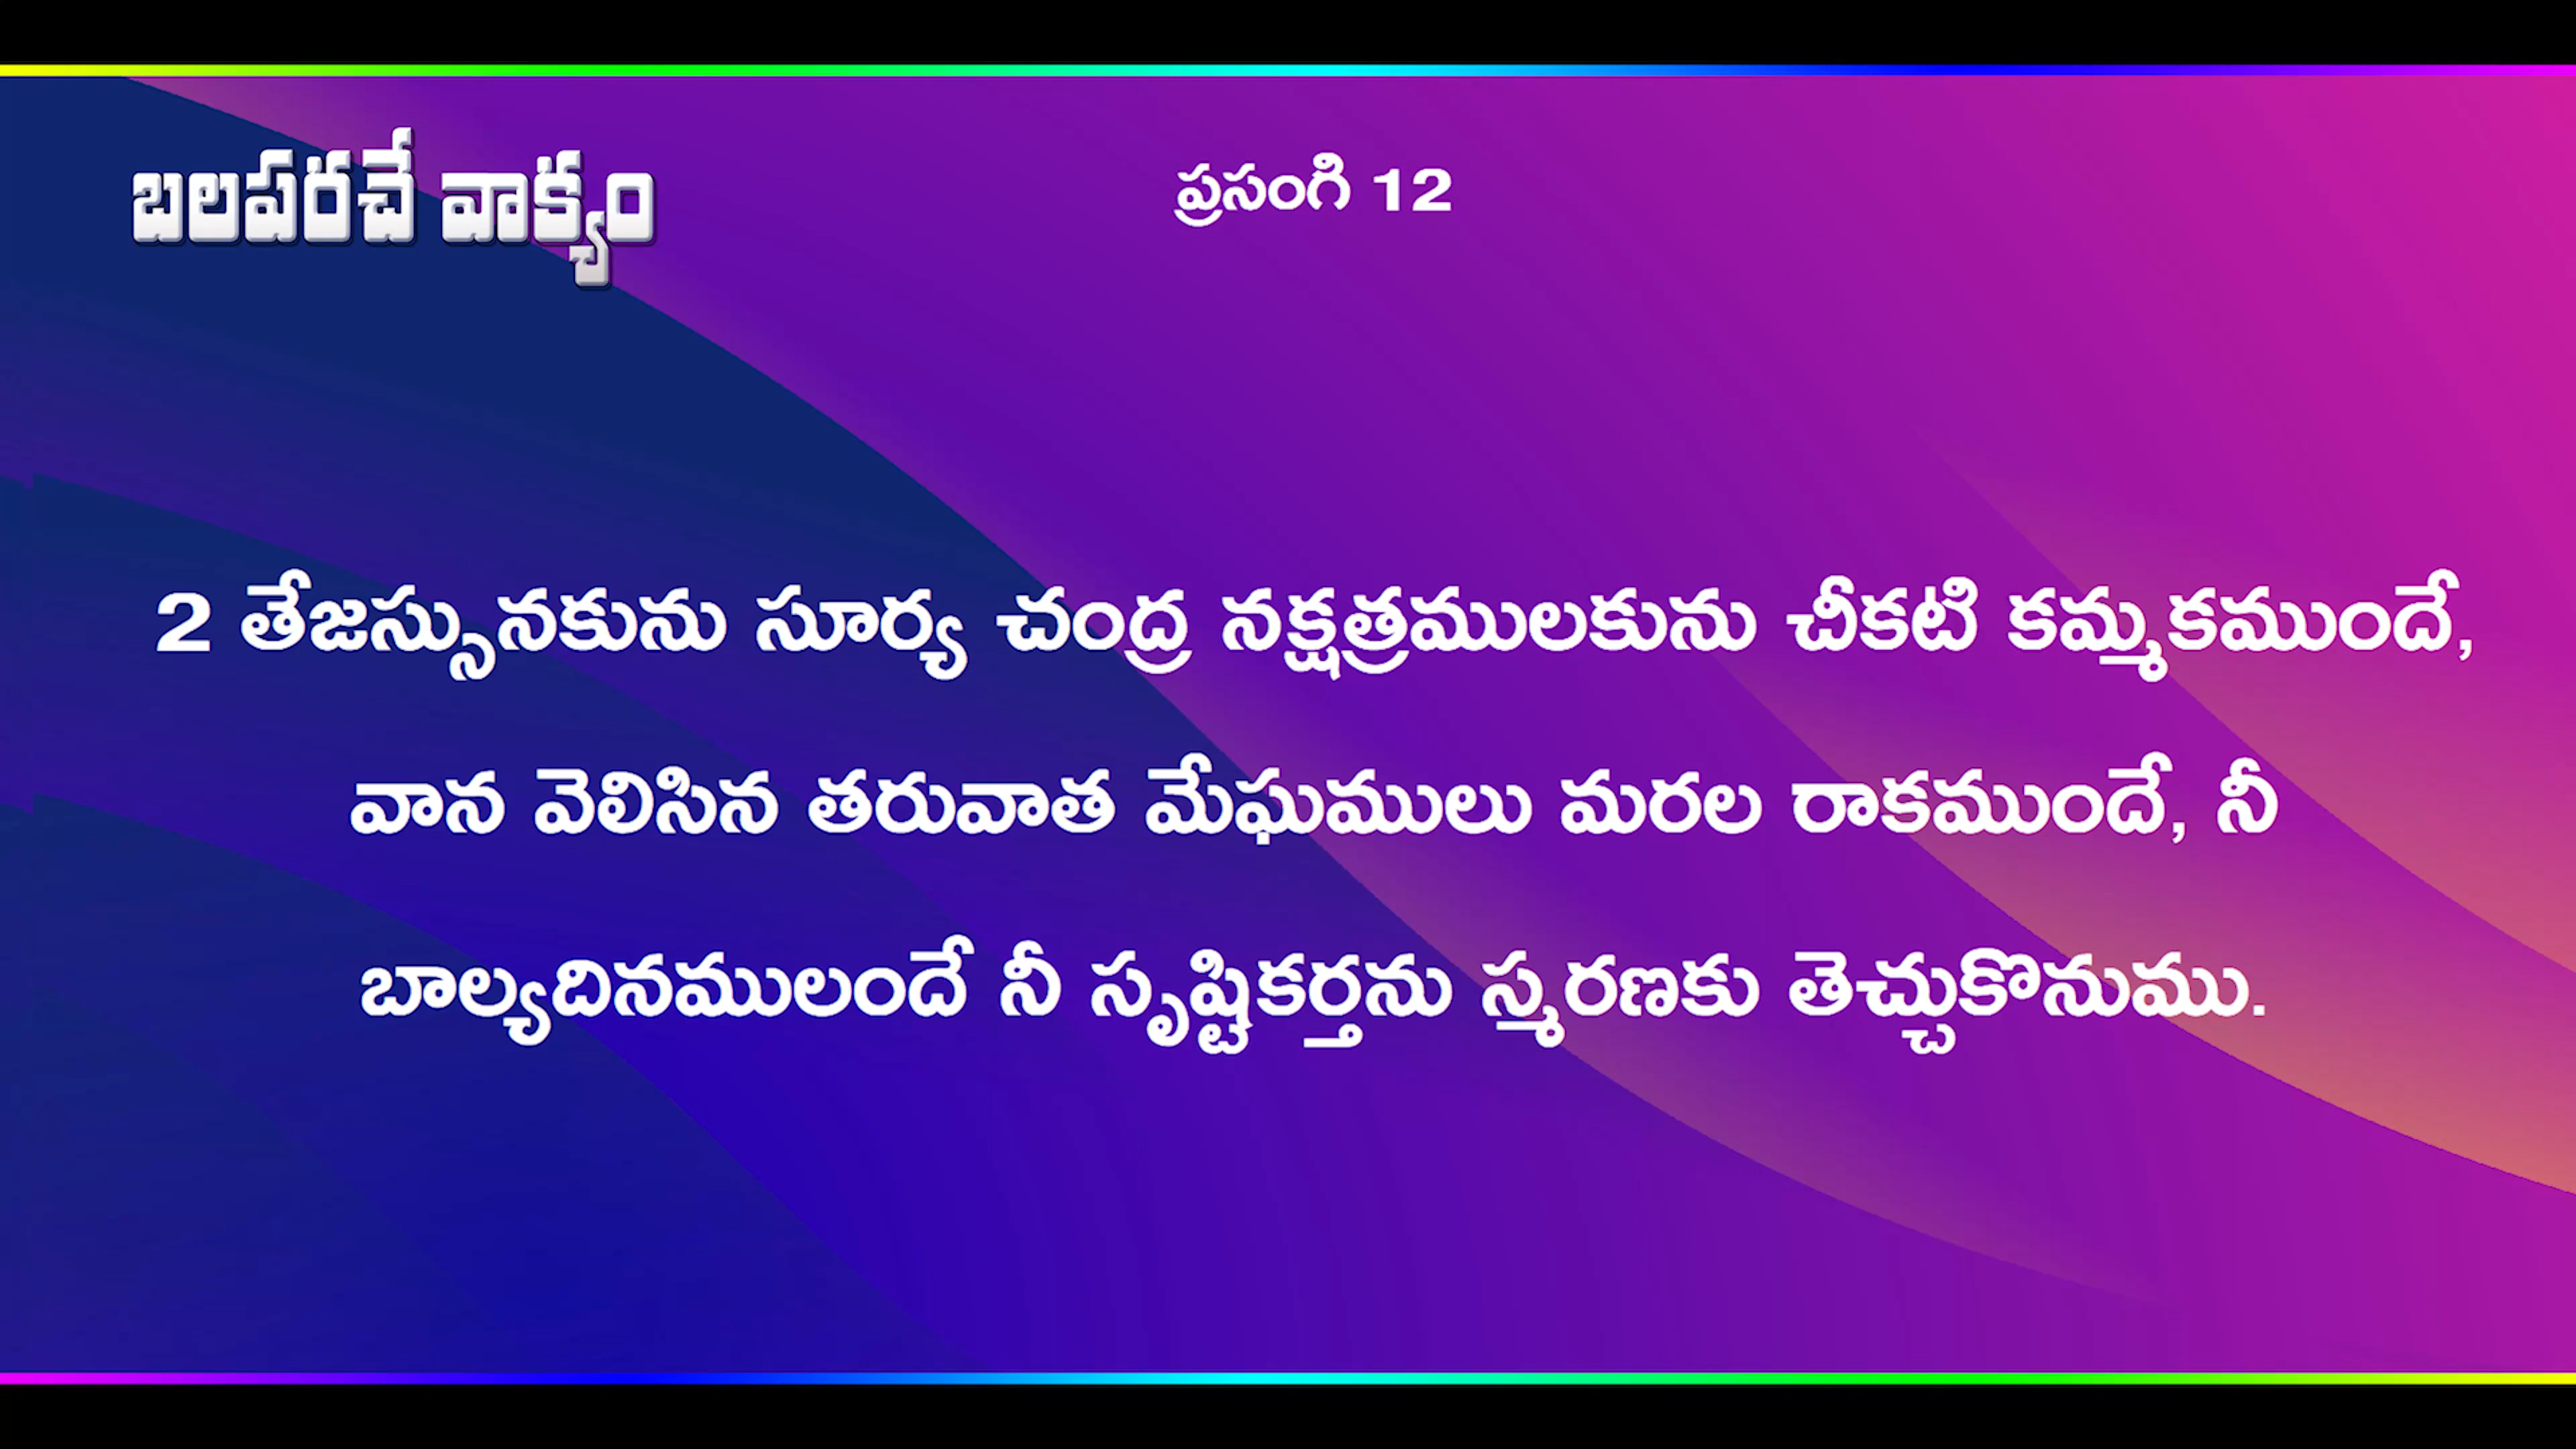 బలపరచే వాక్యం
ప్రసంగి 12
2 తేజస్సునకును సూర్య చంద్ర నక్షత్రములకును చీకటి కమ్మకముందే,
వాన వెలిసిన తరువాత మేఘములు మరల రాకముందే, నీ
బాల్యదినములందే నీ సృష్టికర్తను స్మరణకు తెచ్చుకొనుము.